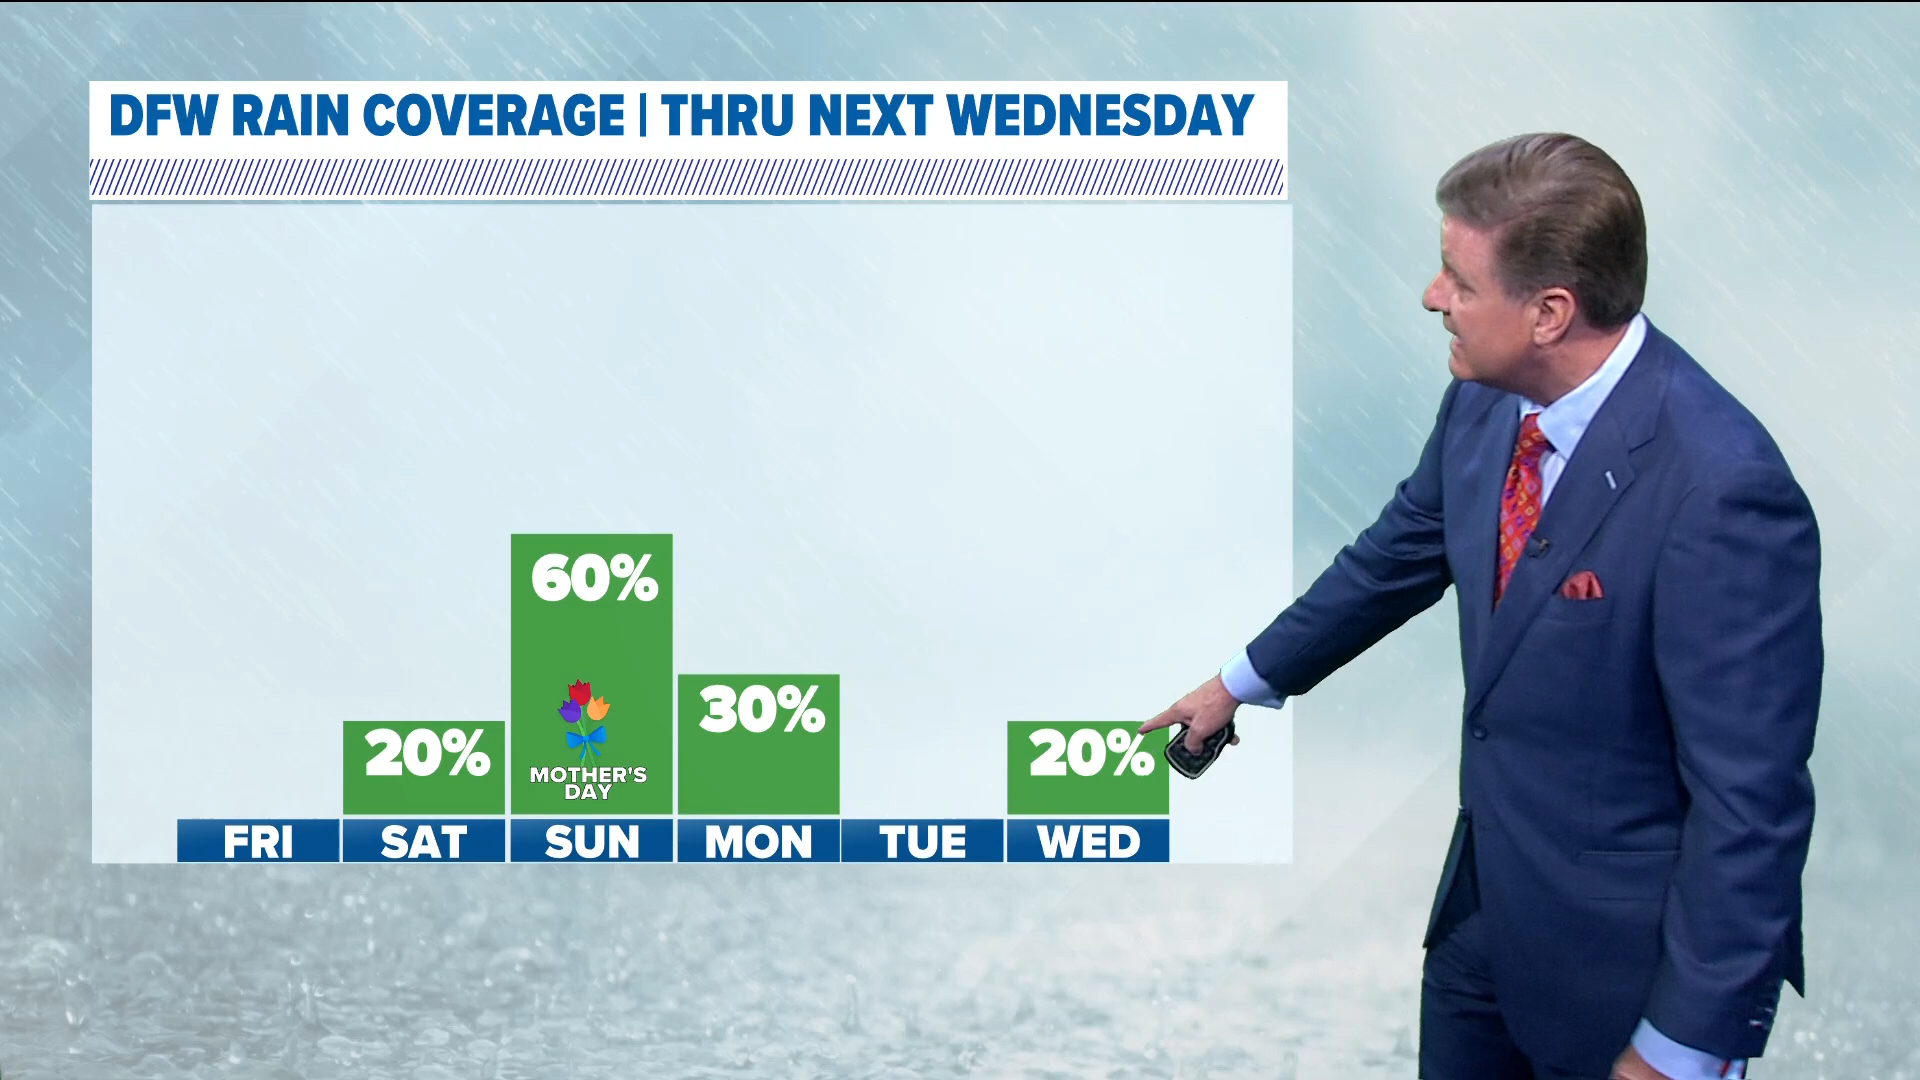 DFW RAIN COVERAGE | THRU NEXT WEDNESDAY
60%
30%
20%
20%
MOTHER'S
DAY
FRI SAT SUN MON TUE WED